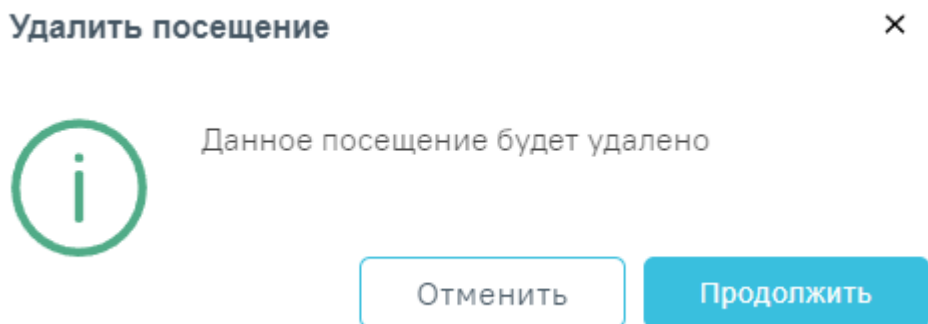 Удалить посещение
Данное посещение будет удалено
Отменить
Продолжить